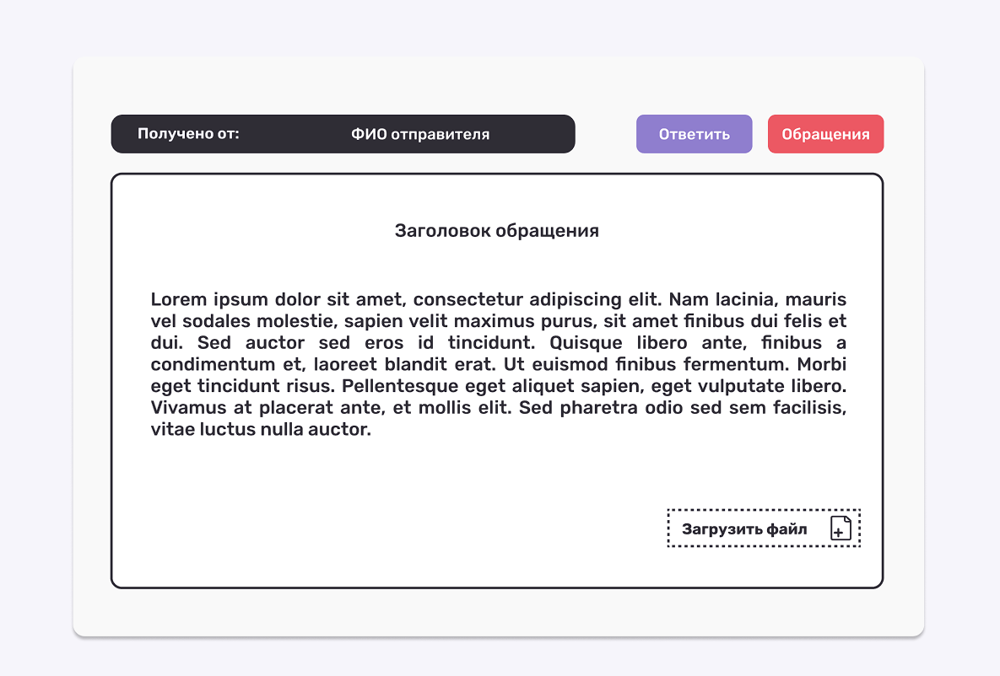 Получено от: ФИО отправителя Ответить Обращения
Заголовок обращения
Lorem ipsum dolor sit amet, consectetur adipiscing elit. Nam lacinia, mauris
vel sodales molestie, sapien velit maximus purus, sit amet finibus dui felis et
dui. Sed auctor sed eros id tincidunt. Quisque libero ante, finibus a
condimentum et, laoreet blandit erat. Ut euismod finibus fermentum. Morbi
eget tincidunt risus. Pellentesque eget aliquet sapien, eget vulputate libero.
Vivamus at placerat ante, et mollis elit. Sed pharetra odio sed sem facilisis,
vitae luctus nulla auctor.
Загрузить файл